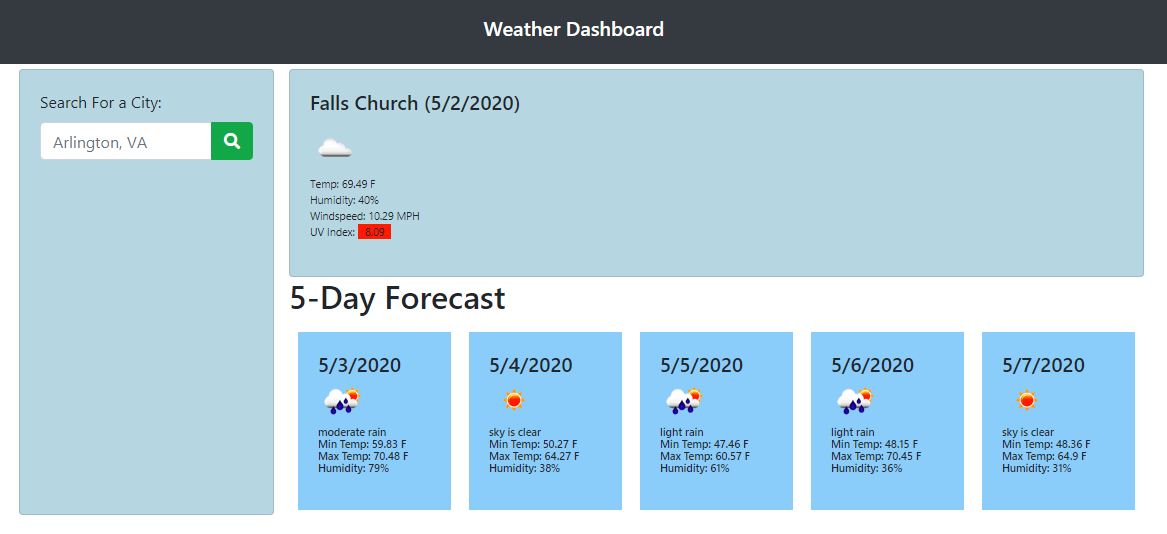 Weather Dashboard
Search For a City:
Arlington, VA
Falls Church (5/2/2020)
Temp: 69.49 F
Humidity: 40%
Windspeed: 10.29 MPH
UV Index: 8.09
5-Day Forecast
5/3/2020
moderate rain
Min Temp: 59.83 F
Max Temp: 70.48 F
Humidity: 79%
5/4/2020
sky is clear
Min Temp: 50.27 F
Max Temp: 64.27 F
Humidity: 38%
5/5/2020
light rain
Min Temp: 47.46 F
Max Temp: 60.57 F
Humidity: 61%
5/6/2020
light rain
Min Temp: 48.15 F
Max Temp: 70.45 F
Humidity: 36%
5/7/2020
sky is clear
Min Temp: 48.36 F
Max Temp: 64.9 F
Humidity: 31%